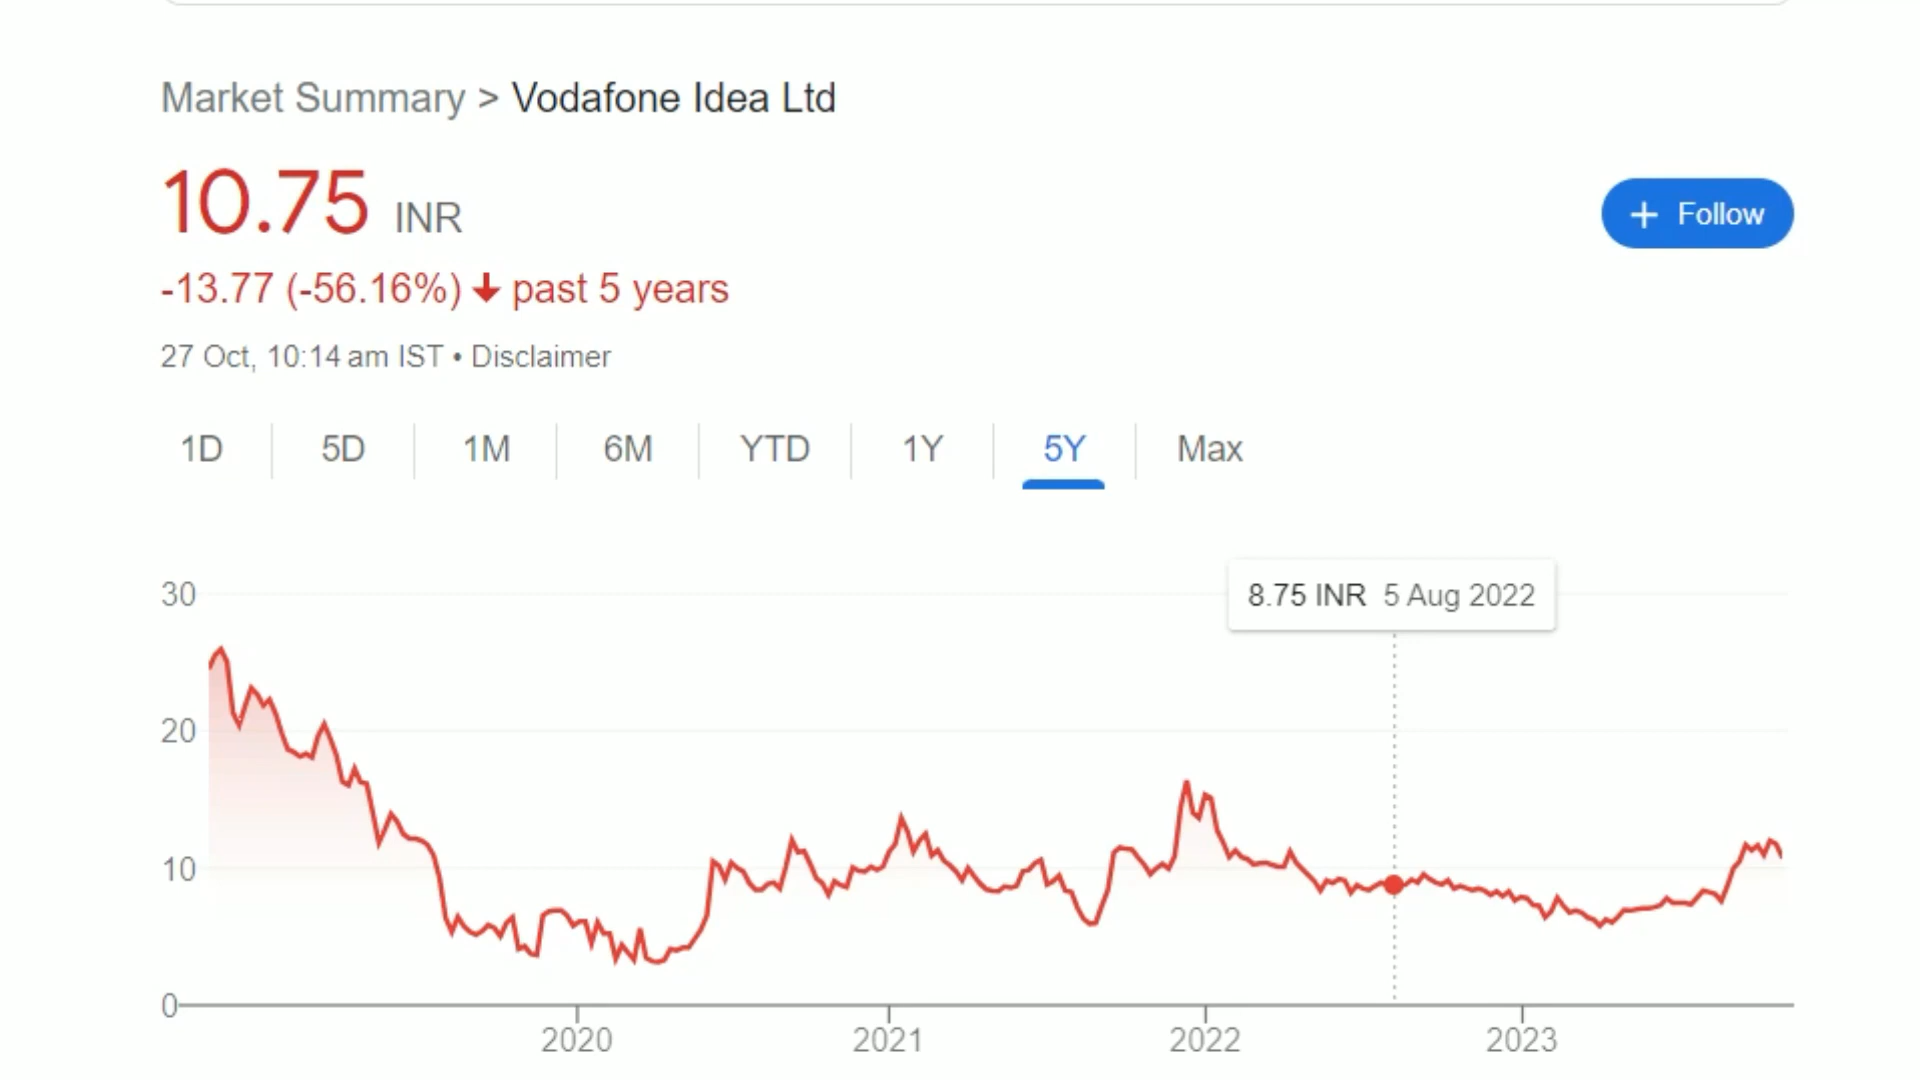 Market Summary > Vodafone Idea Ltd
10.75 INR
+ Follow
-13.77 (-56.16%) ↓ past 5 years
27 Oct, 10:14 am IST • Disclaimer
1D 5D 1M 6M YTD 1Y 5Y Max
8.75 INR 5 Aug 2022
30
20
10
0
2020 2021 2022 2023